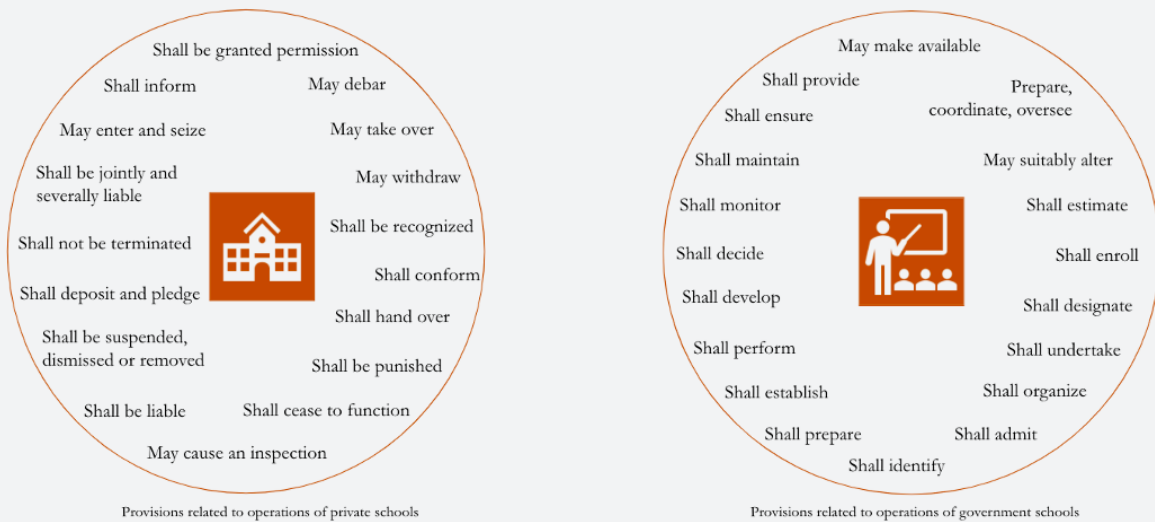 Shall be granted permission
Shall inform
May debar
May enter and seize
May take over
Shall be jointly and
severally liable
May withdraw
Shall be recognized
Shall not be terminated
Shall conform
Shall deposit and pledge
Shall hand over
Shall be suspended,
dismissed or removed
Shall be punished
Shall be liable
Shall cease to function
May cause an inspection
Provisions related to operations of private schools
May make available
Shall provide
Prepare,
coordinate, oversee
Shall ensure
Shall maintain
May suitably alter
Shall monitor
Shall estimate
Shall decide
Shall enroll
Shall develop
Shall designate
Shall perform
Shall undertake
Shall establish
Shall organize
Shall prepare
Shall admit
Shall identify
Provisions related to operations of government schools